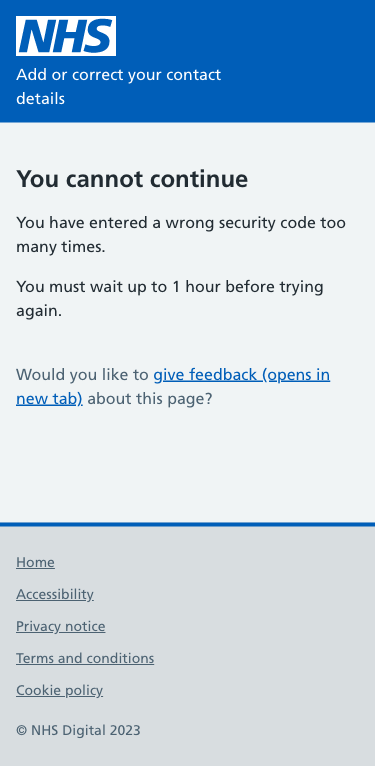 NHS
Add or correct your contact
details
You cannot continue
You have entered a wrong security code too
many times.
You must wait up to 1 hour before trying
again.
Would you like to give feedback (opens in
new tab) about this page?
Home
Accessibility
Privacy notice
Terms and conditions
Cookie policy
© NHS Digital 2023